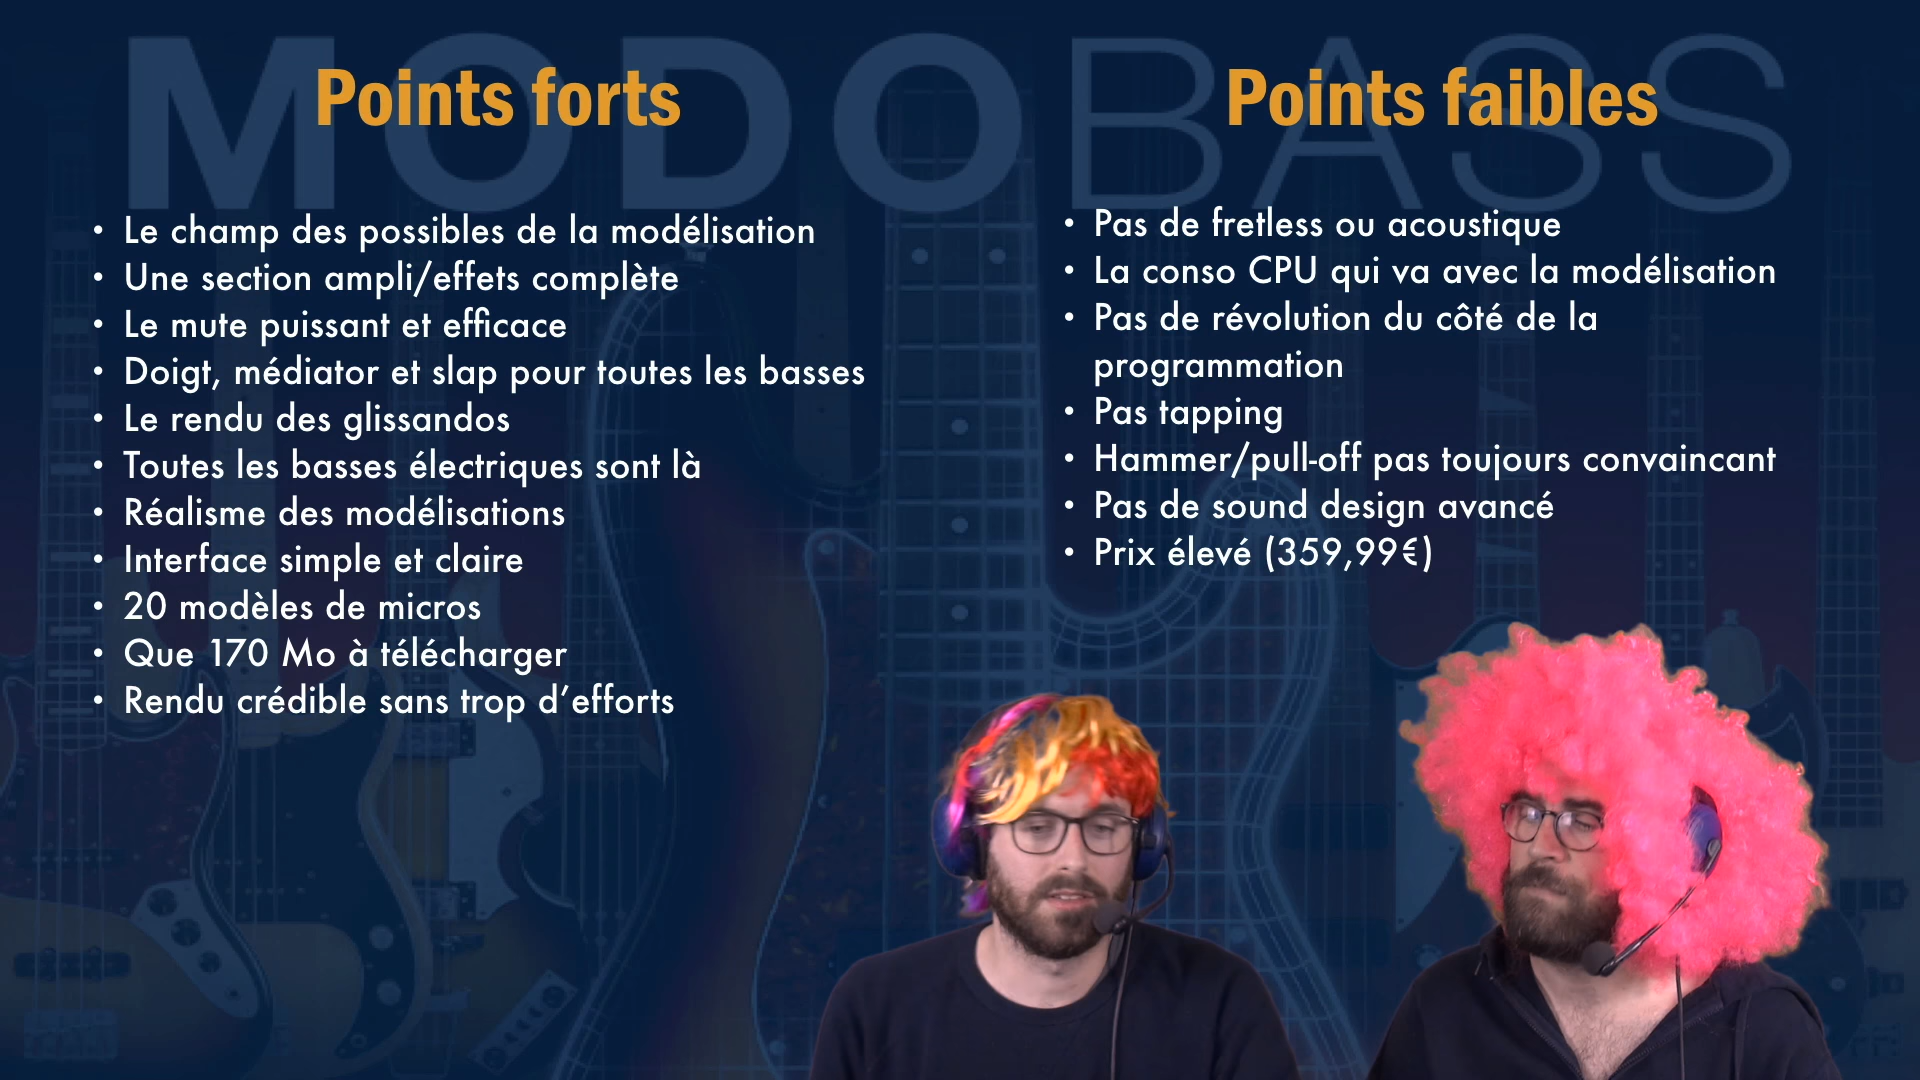 MODO BASS
Points forts
• Le champ des possibles de la modélisation
• Une section ampli/effets complète
• Le mute puissant et efficace
• Doigt, médiator et slap pour toutes les basses
• Le rendu des glissandos
• Toutes les basses électriques sont là
• Réalisme des modélisations
• Interface simple et claire
• 20 modèles de micros
• Que 170 Mo à télécharger
• Rendu crédible sans trop d’efforts
Points faibles
• Pas de fretless ou acoustique
• La conso CPU qui va avec la modélisation
• Pas de révolution du côté de la
programmation
• Pas tapping
• Hammer/pull-off pas toujours convaincant
• Pas de sound design avancé
• Prix élevé (359,99€)